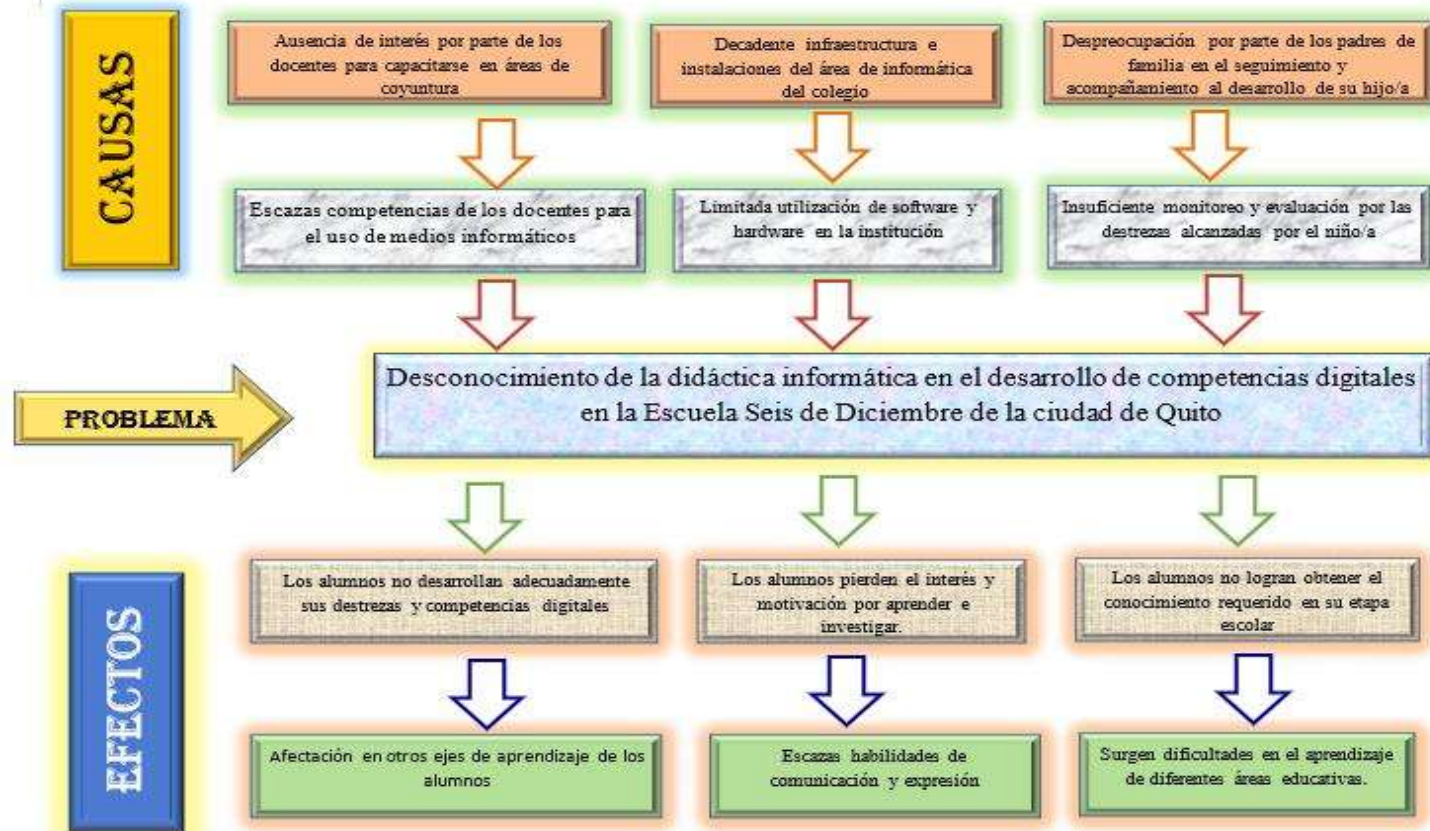 CAUSAS
Ausencia de interés por parte de los
docentes para capacitarse en áreas de
coyuntura
Decadente infraestructura e
instalaciones del área de informática
del colegio
Despreocupación por parte de los padres de
familia en el seguimiento y
acompañamiento al desarrollo de su hijo/a
Escazas competencias de los docentes para
el uso de medios informáticos
Limitada utilización de software y
hardware en la institución
Insuficiente monitoreo y evaluación por las
destrezas alcanzadas por el niño/a
PROBLEMA
Desconocimiento de la didáctica informática en el desarrollo de competencias digitales
en la Escuela Seis de Diciembre de la ciudad de Quito
EFECTOS
Los alumnos no desarrollan adecuadamente
sus destrezas y competencias digitales
Los alumnos pierden el interés y
motivación por aprender e
investigar.
Los alumnos no logran obtener el
conocimiento requerido en su etapa
escolar
Afectación en otros ejes de aprendizaje de los
alumnos
Escazas habilidades de
comunicación y expresión
Surgen dificultades en el aprendizaje
de diferentes áreas educativas.